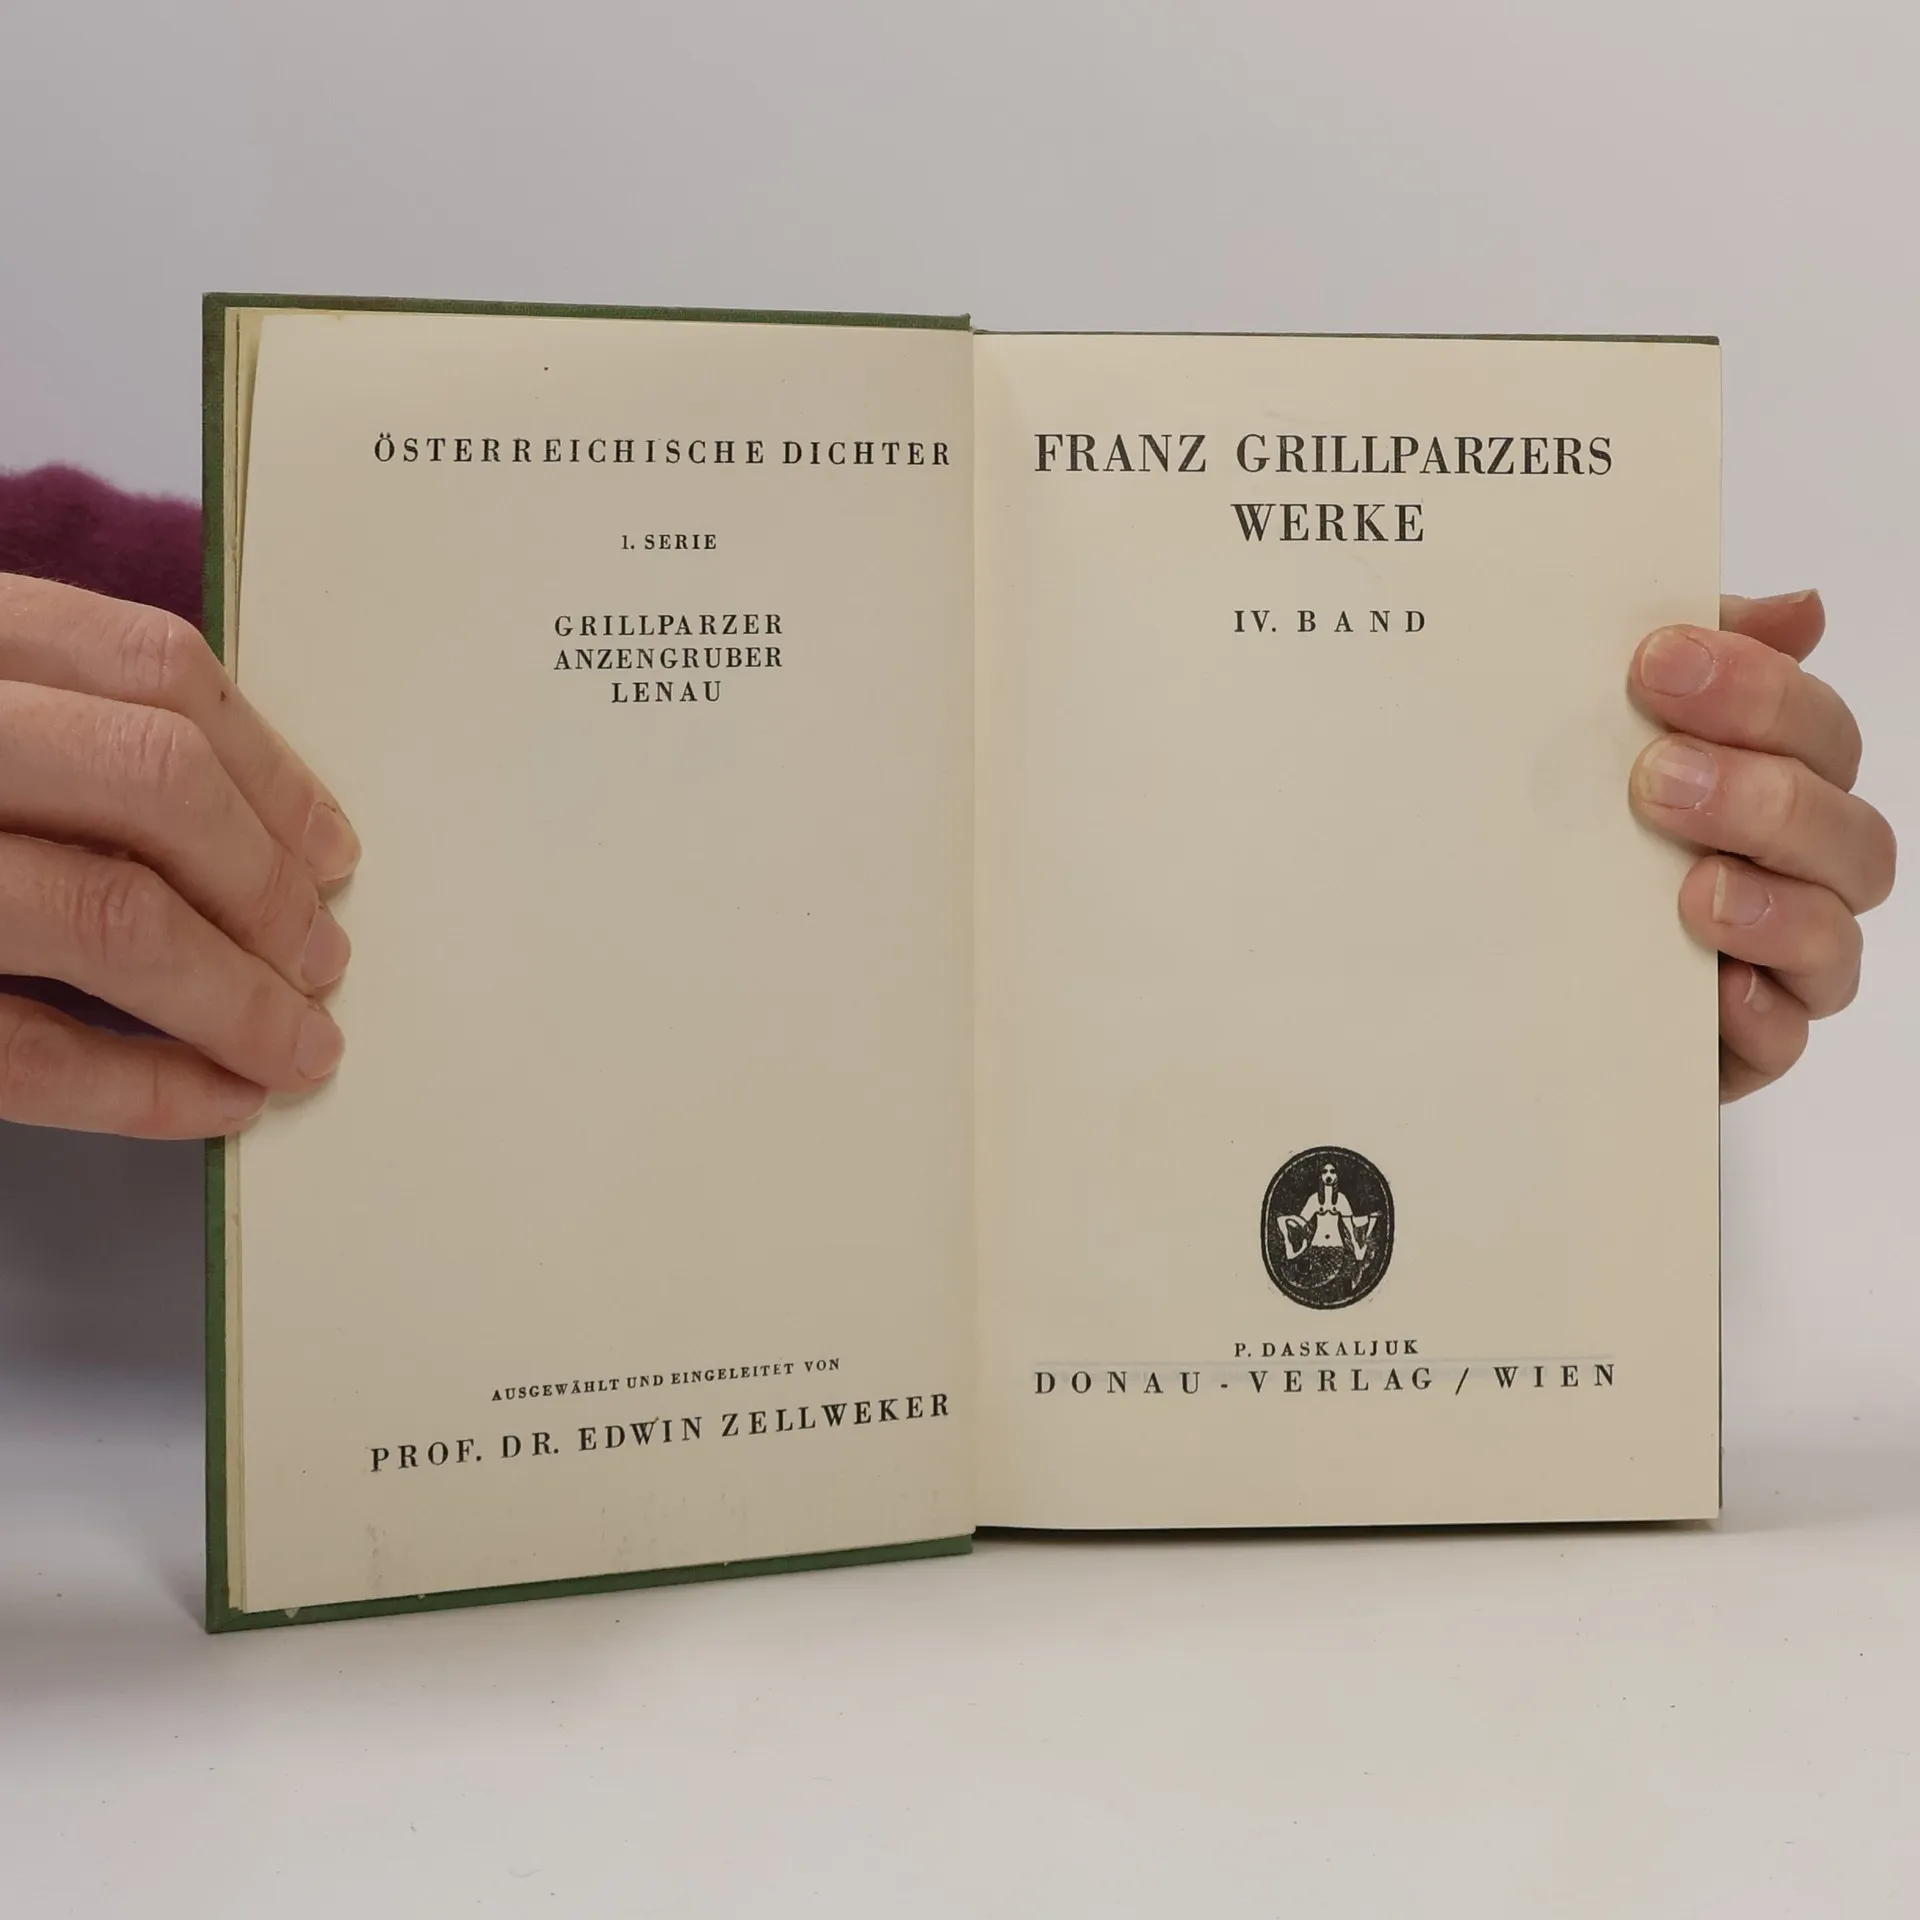 ÖSTERREICHISCHE DICHTER
1. SERIE
GRILLPARZER
ANZENGRUBER
LENAU
AUSGEWÄHLT UND EINGELEITET VON
PROF. DR. EDWIN ZELLWEKER
FRANZ GRILLPARZERS
WERKE
IV. BAND
P. DASKALJUK
DONAU-VERLAG / WIEN